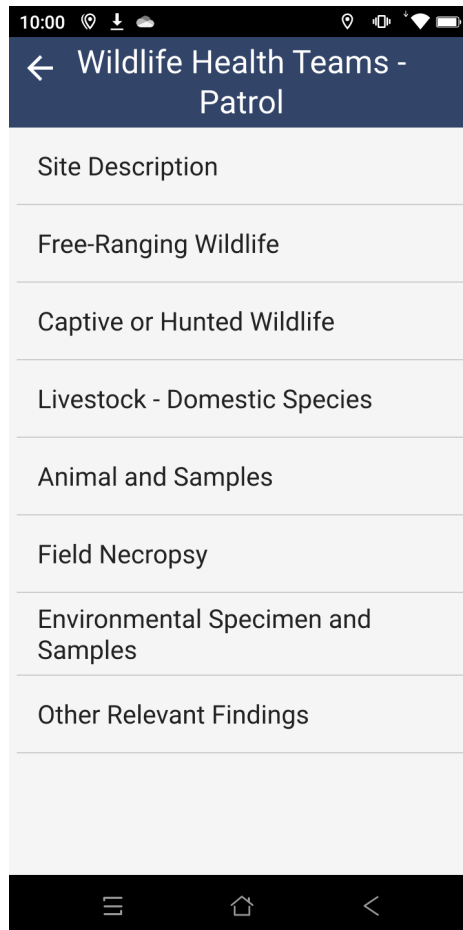 10:00
Wildlife Health Teams -
Patrol
Site Description
Free-Ranging Wildlife
Captive or Hunted Wildlife
Livestock - Domestic Species
Animal and Samples
Field Necropsy
Environmental Specimen and
Samples
Other Relevant Findings